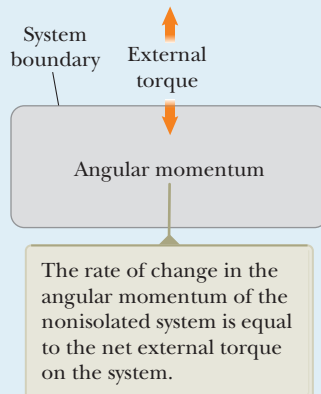 System
boundary
External
torque
Angular momentum
The rate of change in the
angular momentum of the
nonisolated system is equal
to the net external torque
on the system.